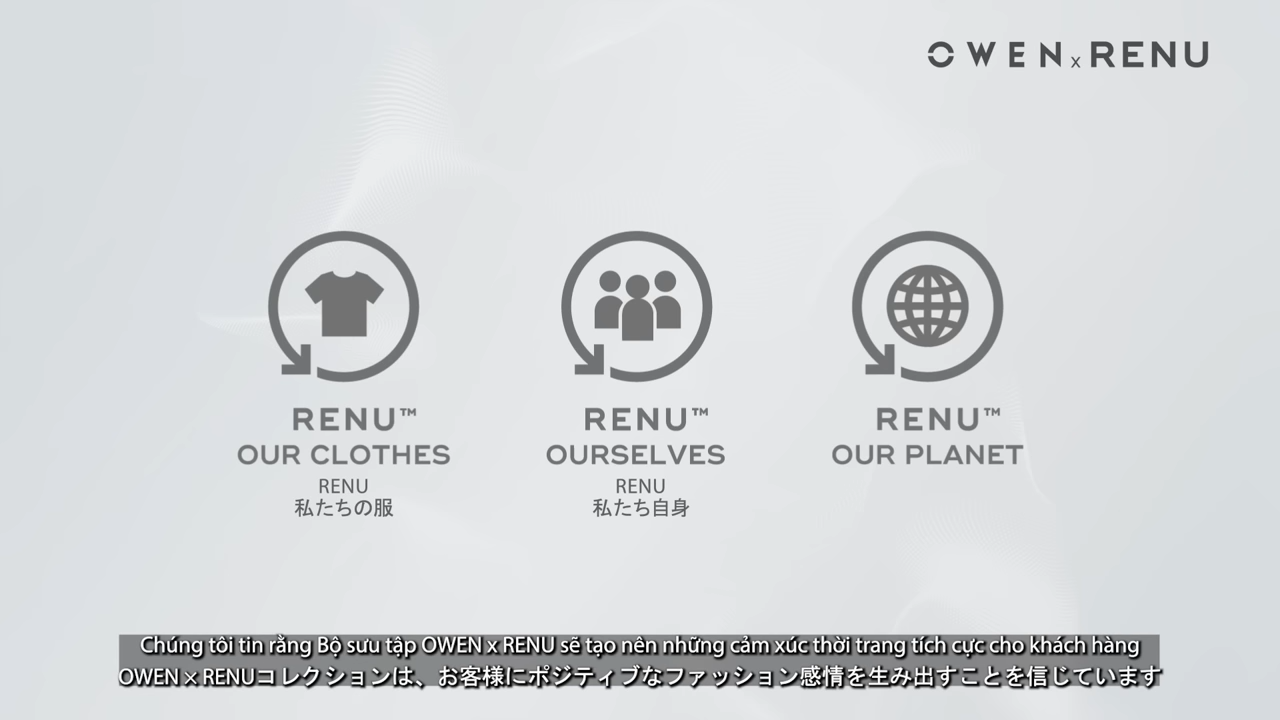 OWEN x RENU
RENU™
OUR CLOTHES
RENU
私たちの服
RENU™
OURSELVES
RENU
私たち自身
RENU™
OUR PLANET
Chúng tôi tin rằng Bộ sưu tập OWEN x RENU sẽ tạo nên những cảm xúc thời trang tích cực cho khách hàng
OWEN×RENUコレクションは、お客様にポジティブなファッション感情を生み出すことを信じています